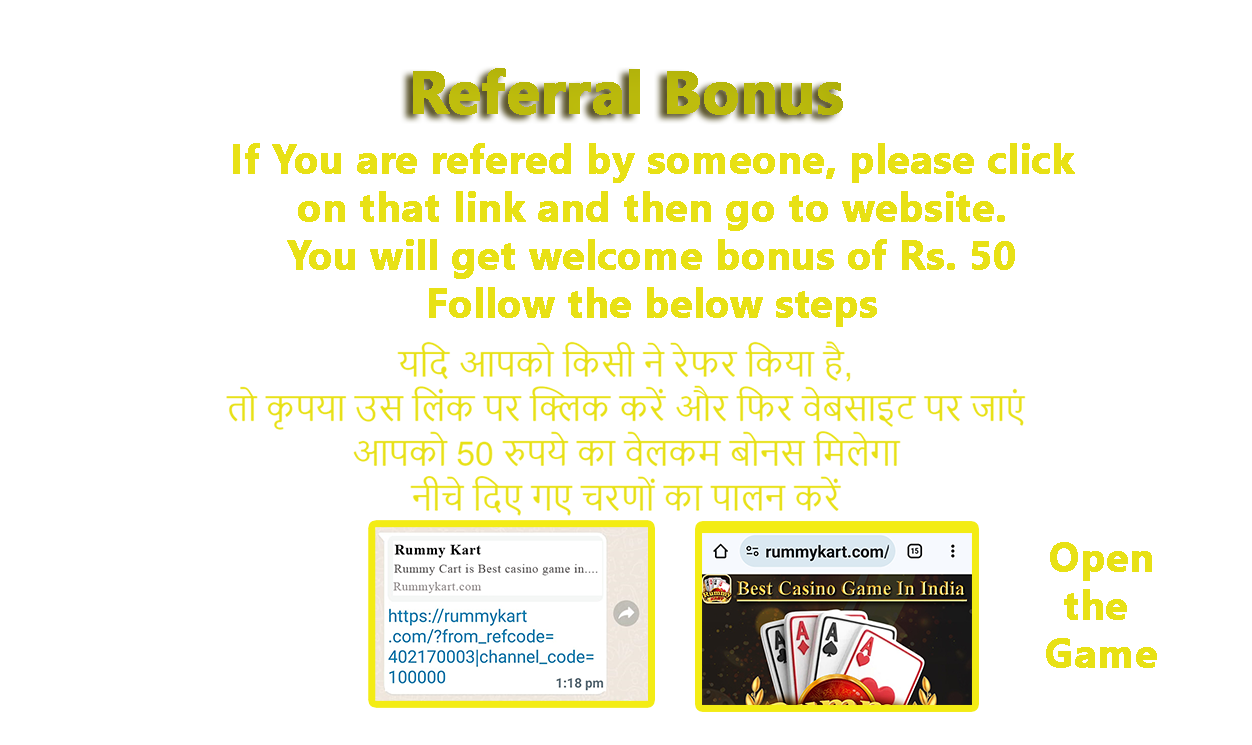 Referral Bonus
If You are refered by someone, please click
on that link and then go to website.
You will get welcome bonus of Rs. 50
Follow the below steps
यदि आपको किसी ने रेफर किया है,
तो कृपया उस लिंक पर क्लिक करें और फिर वेबसाइट पर जाएं
आपको 50 रुपये का वेलकम बोनस मिलेगा
नीचे दिए गए चरणों का पालन करें
Rummy Kart
Rummy Cart is Best casino game in....
Rummykart.com
https://rummykart
.com/?from_refcode=
402170003|channel_code=
100000
1:18 pm
rummykart.com/
15
Rummy
Best Casino Game In India
A A A A
Open
the
Game